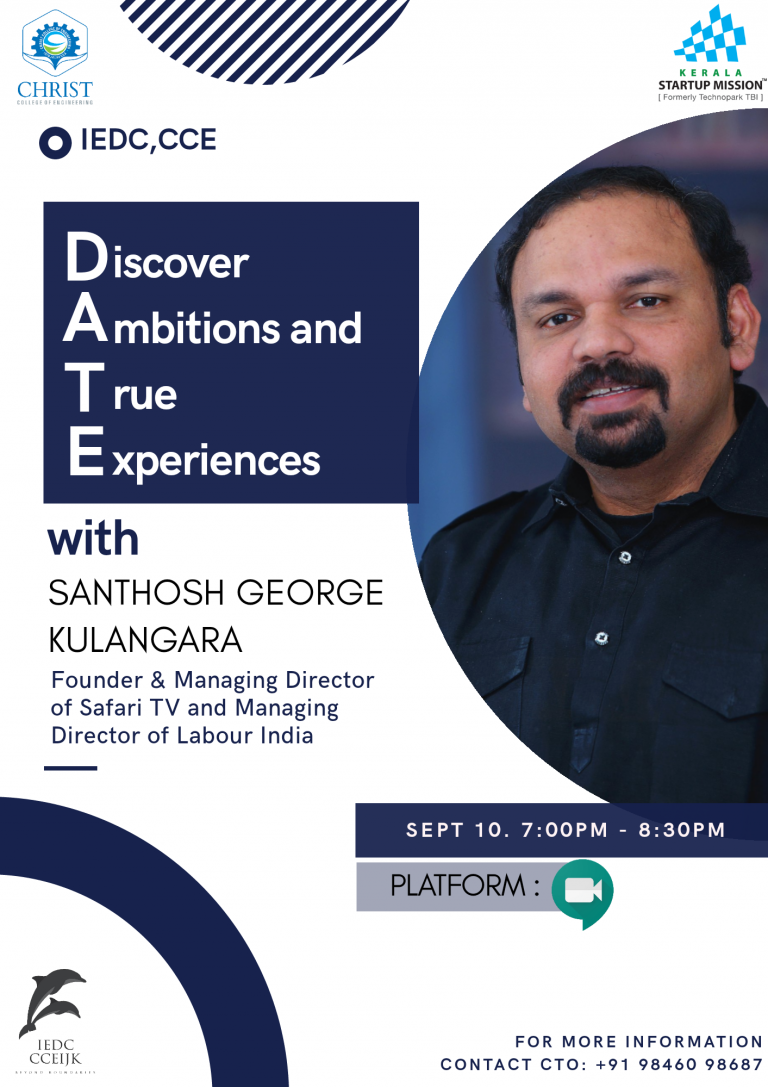 CHRIST
COLLEGE OF ENGINEERING
KERALA
STARTUP MISSION™
[ Formerly Technopark TBI ]
IEDC,CCE
Discover
Ambitions and
True
Experiences
with
SANTHOSH GEORGE
KULANGARA
Founder & Managing Director
of Safari TV and Managing
Director of Labour India
SEPT 10. 7:00PM - 8:30PM
PLATFORM :
IEDC
CCEIJK
BEYOND BOUNDARIES
FOR MORE INFORMATION
CONTACT CTO: +91 98460 98687